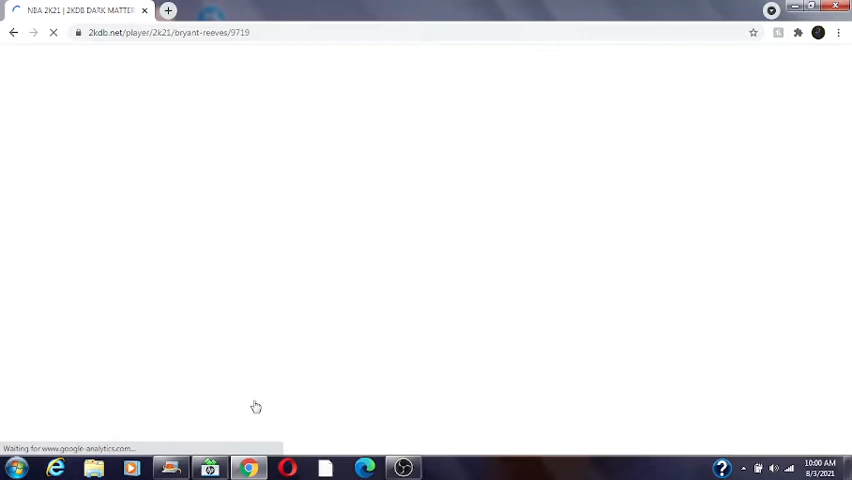 NBA 2K21 | 2KDB DARK MATTER
2kdb.net/player/2k21/bryant-reeves/9719
Waiting for www.google-analytics.com...
10:00 AM
8/3/2021